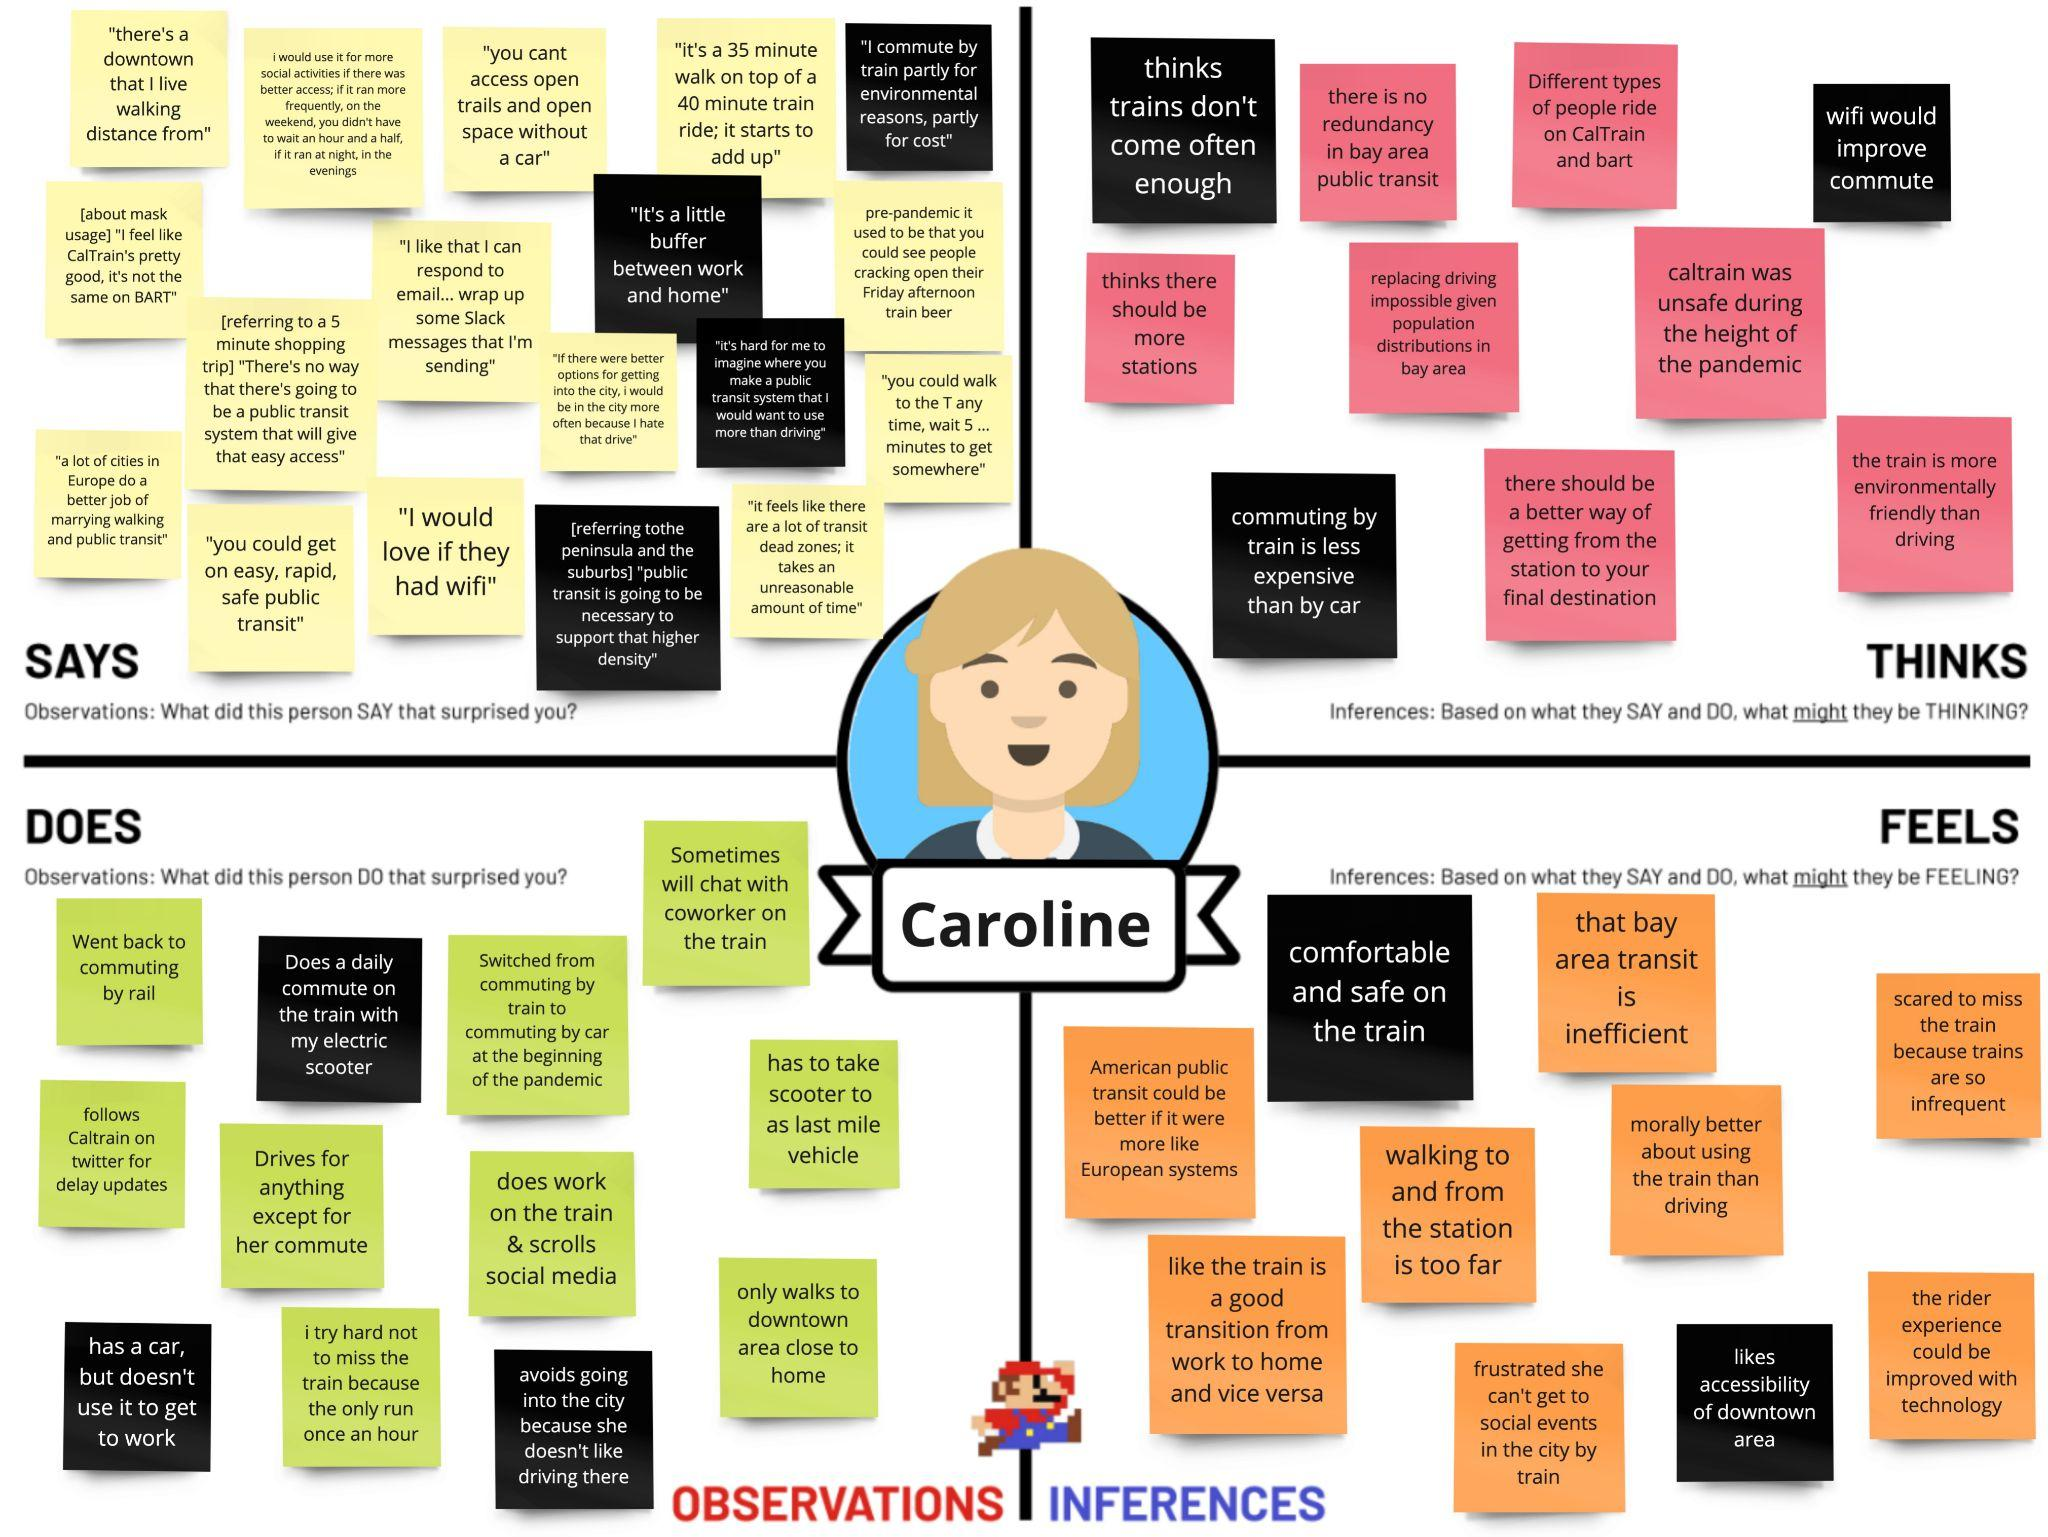 "there's a
downtown
that I live
walking
distance from"
i would use it for more
social activities if there was
better access; if it ran more
frequently, on the
weekend, you didn't have
to wait an hour and a half,
if it ran at night, in the
evenings
"you cant
access open
trails and open
space without
a car"
"it's a 35 minute
walk on top of a
40 minute train
ride; it starts to
add up"
"I commute by
train partly for
environmental
reasons, partly
for cost"
[about mask
usage] "I feel like
CalTrain's pretty
good, it's not the
same on BART"
"I like that I can
respond to
email... wrap up
some Slack
messages that I'm
sending"
"It's a little
buffer
between work
and home"
pre-pandemic it
used to be that you
could see people
cracking open their
Friday afternoon
train beer
[referring to a 5
minute shopping
trip] "There's no way
that there's going to
be a public transit
system that will give
that easy access"
"If there were better
options for getting
into the city, i would
be in the city more
often because I hate
that drive"
"it's hard for me to
imagine where you
make a public
transit system that I
would want to use
more than driving"
"you could walk
to the T any
time, wait 5 ...
minutes to get
somewhere"
"a lot of cities in
Europe do a
better job of
marrying walking
and public transit"
"you could get
on easy, rapid,
safe public
transit"
"I would
love if they
had wifi"
[referring tothe
peninsula and the
suburbs] "public
transit is going to be
necessary to
support that higher
density"
"it feels like there
are a lot of transit
dead zones; it
takes an
unreasonable
amount of time"
SAYS
Observations: What did this person SAY that surprised you?
thinks
trains don't
come often
enough
there is no
redundancy
in bay area
public transit
Different types
of people ride
on CalTrain
and bart
wifi would
improve
commute
thinks there
should be
more
stations
replacing driving
impossible given
population
distributions in
bay area
caltrain was
unsafe during
the height of
the pandemic
commuting by
train is less
expensive
than by car
there should be
a better way of
getting from the
station to your
final destination
the train is more
environmentally
friendly than
driving
THINKS
Inferences: Based on what they SAY and DO, what might they be THINKING?
Caroline
DOES
Observations: What did this person DO that surprised you?
Sometimes
will chat with
coworker on
the train
Went back to
commuting
by rail
Does a daily
commute on
the train with
my electric
scooter
Switched from
commuting by
train to
commuting by car
at the beginning
of the pandemic
has to take
scooter to
as last mile
vehicle
follows
Caltrain on
twitter for
delay updates
Drives for
anything
except for
her commute
does work
on the train
& scrolls
social media
only walks to
downtown
area close to
home
has a car,
but doesn't
use it to get
to work
i try hard not
to miss the
train because
the only run
once an hour
avoids going
into the city
because she
doesn't like
driving there
OBSERVATIONS
FEELS
Inferences: Based on what they SAY and DO, what might they be FEELING?
comfortable
and safe on
the train
that bay
area transit
is
inefficient
scared to miss
the train
because trains
are so
infrequent
American public
transit could be
better if it were
more like
European systems
walking to
and from
the station
is too far
morally better
about using
the train than
driving
like the train is
a good
transition from
work to home
and vice versa
frustrated she
can't get to
social events
in the city by
train
likes
accessibility
of downtown
area
the rider
experience
could be
improved with
technology
INFERENCES